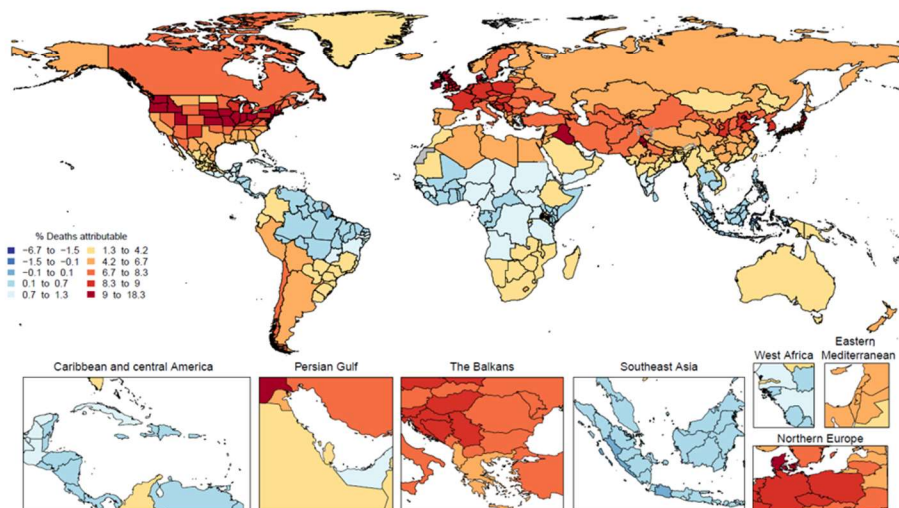 % Deaths attributable
−6.7 to −1.5
−1.5 to −0.1
−0.1 to 0.1
0.1 to 0.7
0.7 to 1.3
1.3 to 4.2
4.2 to 6.7
6.7 to 8.3
8.3 to 9
9 to 18.3
Caribbean and central America
Persian Gulf
The Balkans
Southeast Asia
West Africa
Eastern
Mediterranean
Northern Europe